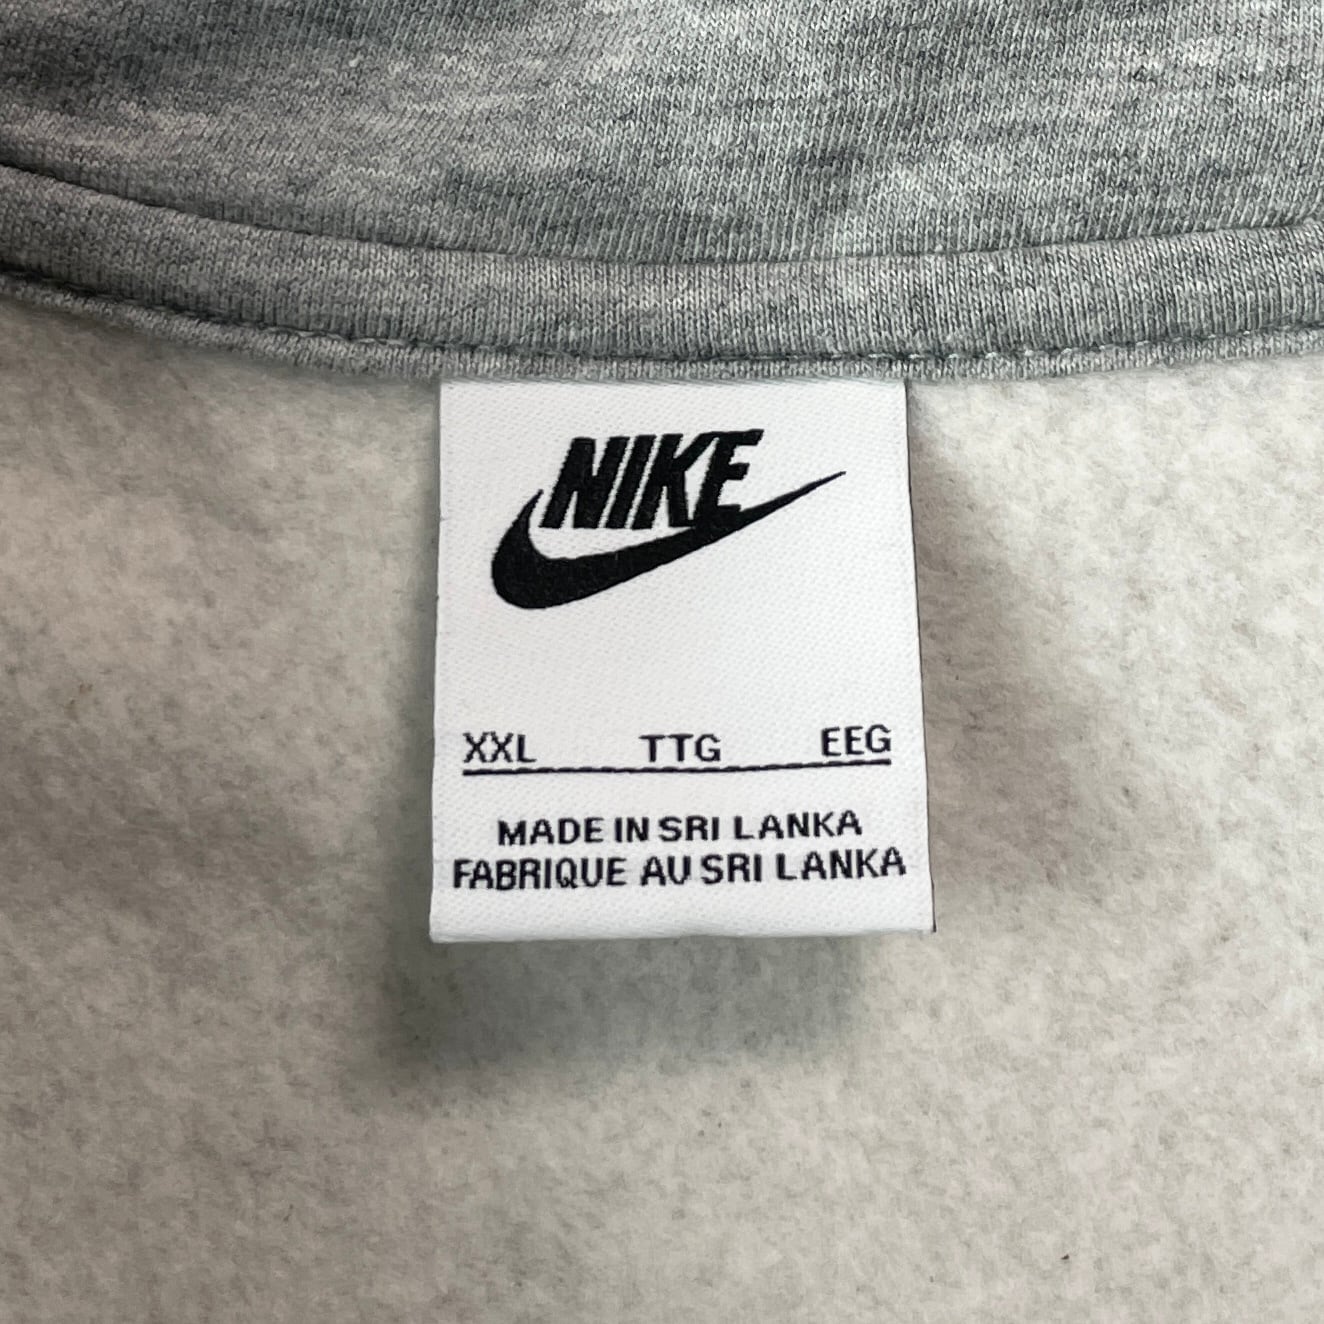 NIKE
XXL TTG EEG
MADE IN SRI LANKA
FABRIQUE AU SRI LANKA